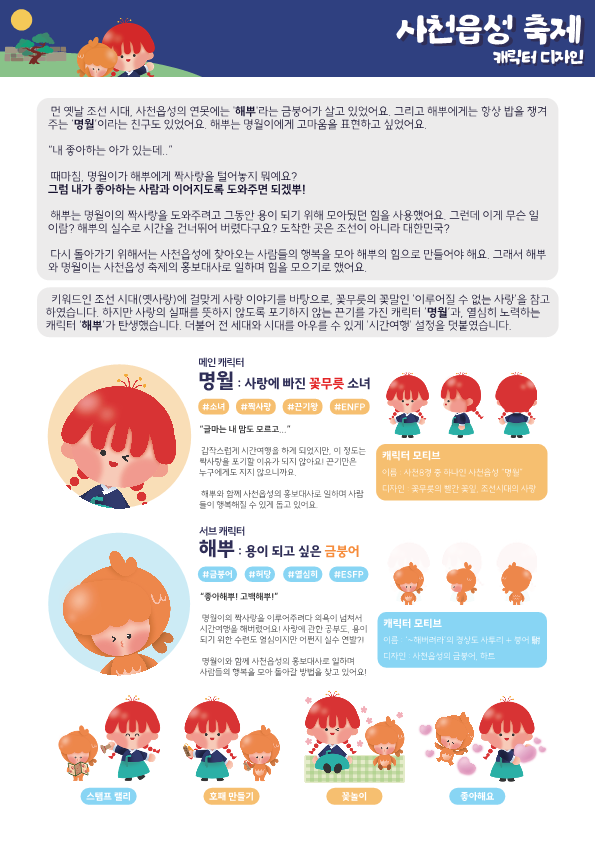 사천읍성 축제
캐릭터 디자인
먼 옛날 조선 시대, 사천읍성의 연못에는 '해뿌'라는 금붕어가 살고 있었어요. 그리고 해뿌에게는 항상 밥을 챙겨
주는 '명월'이라는 친구도 있었어요. 해뿌는 명월이에게 고마움을 표현하고 싶었어요.
“내 좋아하는 아가 있는데..”
때마침, 명월이가 해뿌에게 짝사랑을 털어놓지 뭐예요?
그럼 내가 좋아하는 사람과 이어지도록 도와주면 되겠뿌!
해뿌는 명월이의 짝사랑을 도와주려고 그동안 용이 되기 위해 모아뒀던 힘을 사용했어요. 그런데 이게 무슨 일
이람? 해뿌의 실수로 시간을 건너뛰어 버렸다구요? 도착한 곳은 조선이 아니라 대한민국?
다시 돌아가기 위해서는 사천읍성에 찾아오는 사람들의 행복을 모아 해뿌의 힘으로 만들어야 해요. 그래서 해뿌
와 명월이는 사천읍성 축제의 홍보대사로 일하며 힘을 모으기로 했어요.
키워드인 조선 시대(옛사랑)에 걸맞게 사랑 이야기를 바탕으로, 꽃무릇의 꽃말인 '이루어질 수 없는 사랑'을 참고
하였습니다. 하지만 사랑의 실패를 뜻하지 않도록 포기하지 않는 끈기를 가진 캐릭터 '명월'과, 열심히 노력하는
캐릭터 '해뿌'가 탄생했습니다. 더불어 전 세대와 시대를 아우를 수 있게 '시간여행' 설정을 덧붙였습니다.
메인 캐릭터
명월 : 사랑에 빠진 꽃무릇 소녀
#소녀 #짝사랑 #끈기왕 #ENFP
“글마는 내 맘도 모르고...”
갑작스럽게 시간여행을 하게 되었지만, 이 정도는
짝사랑을 포기할 이유가 되지 않아요! 끈기만은
누구에게도 지지 않으니까요.
해뿌와 함께 사천읍성의 홍보대사로 일하며 사람
들이 행복해질 수 있게 돕고 있어요.
캐릭터 모티브
이름 : 사천8경 중 하나인 사천읍성 “명월”
디자인 : 꽃무릇의 빨간 꽃잎, 조선시대의 사랑
서브 캐릭터
해뿌 : 용이 되고 싶은 금붕어
#금붕어 #허당 #열심히 #ESFP
“좋아해뿌! 고백해뿌!”
명월이의 짝사랑을 이루어주려다 의욕이 넘쳐서
시간여행을 해버렸어요! 사랑에 관한 공부도, 용이
되기 위한 수련도 열심이지만 어쩐지 실수 연발?!
명월이와 함께 사천읍성의 홍보대사로 일하며
사람들의 행복을 모아 돌아갈 방법을 찾고 있어요!
캐릭터 모티브
이름 : '~해버려라'의 경상도 사투리 + 붕어
디자인 : 사천읍성의 금붕어, 하트
스탬프 랠리
호패 만들기
꽃놀이
좋아해요